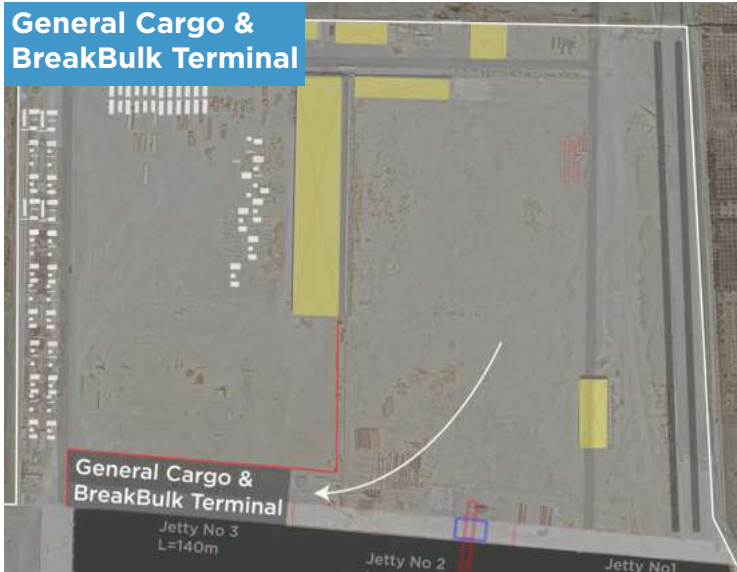 General Cargo &
BreakBulk Terminal
General Cargo &
BreakBulk Terminal
Jetty No 3
L=140m
Jetty No 2
Jetty No1